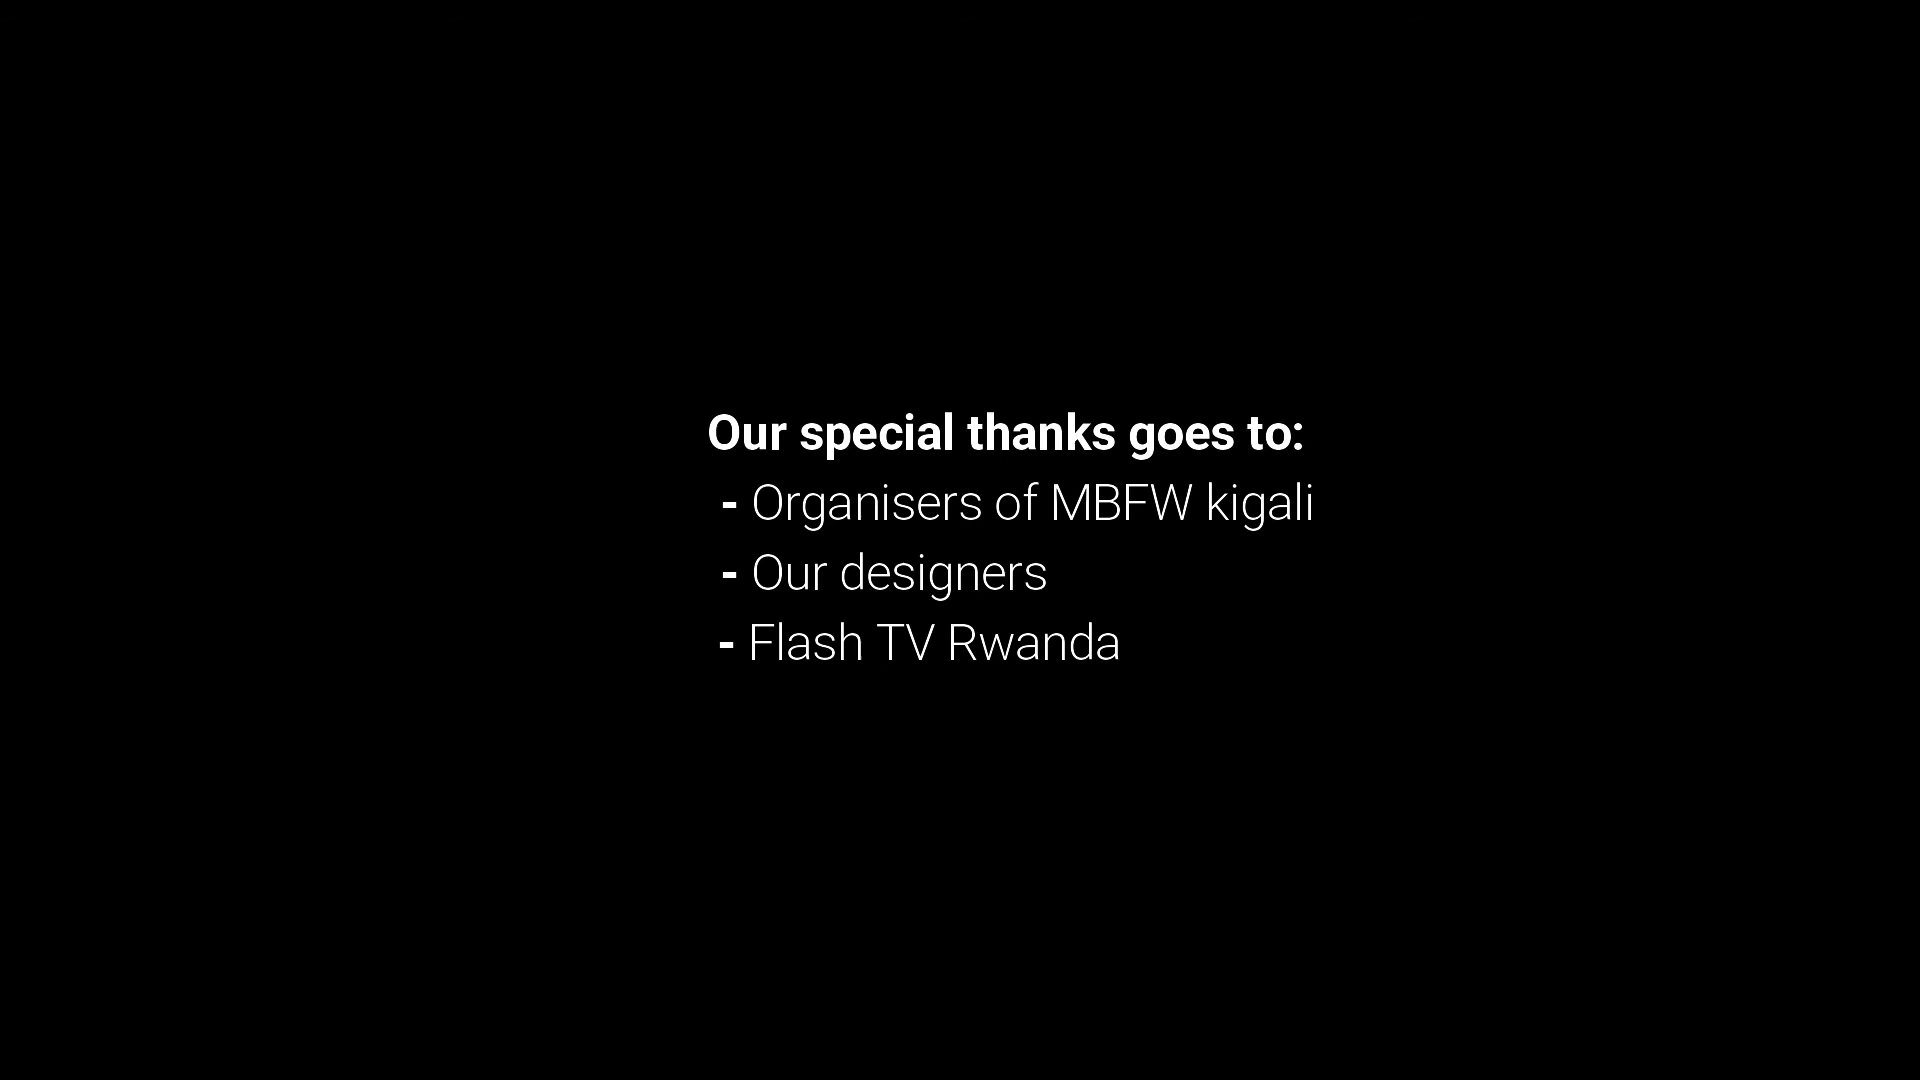 Our special thanks goes to:
- Organisers of MBFW kigali
- Our designers
- Flash TV Rwanda